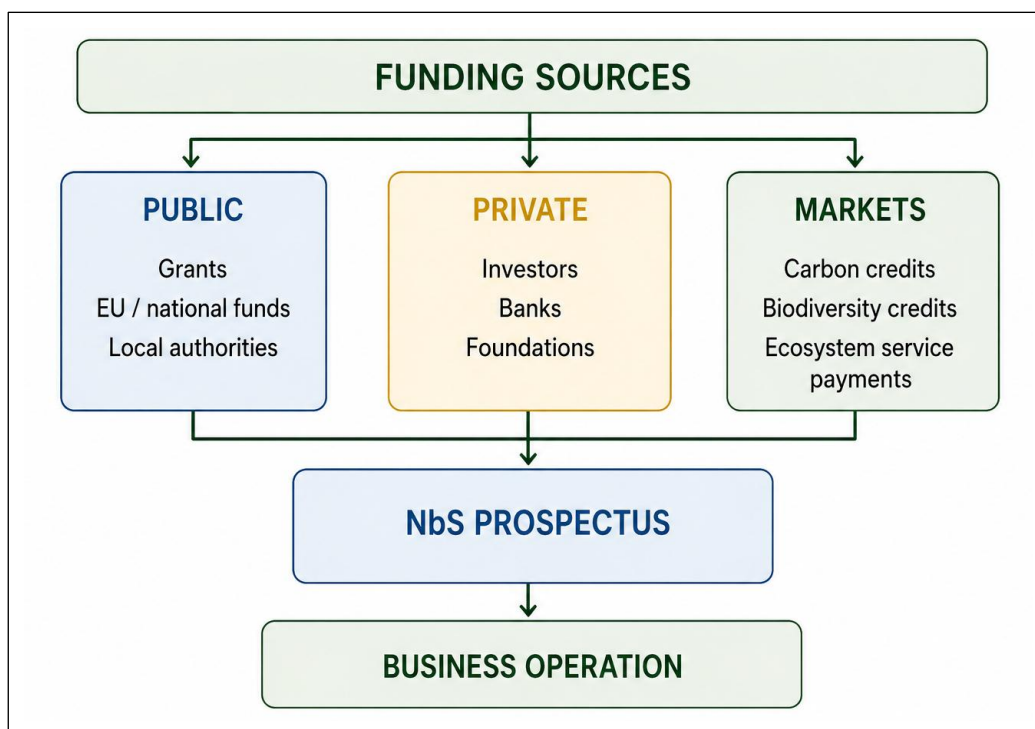 FUNDING SOURCES
PUBLIC
Grants
EU / national funds
Local authorities
PRIVATE
Investors
Banks
Foundations
MARKETS
Carbon credits
Biodiversity credits
Ecosystem service
payments
NbS PROSPECTUS
BUSINESS OPERATION